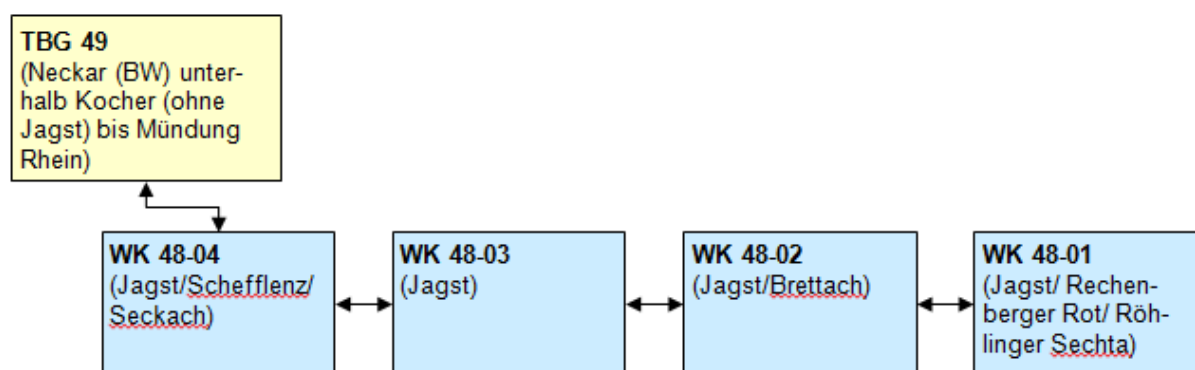 TBG 49
(Neckar (BW) unter-
halb Kocher (ohne
Jagst) bis Mündung
Rhein)
WK 48-04
(Jagst/Schefflenz/
Seckach)
WK 48-03
(Jagst)
WK 48-02
(Jagst/Brettach)
WK 48-01
(Jagst/ Rechen-
berger Rot/ Röh-
linger Sechta)